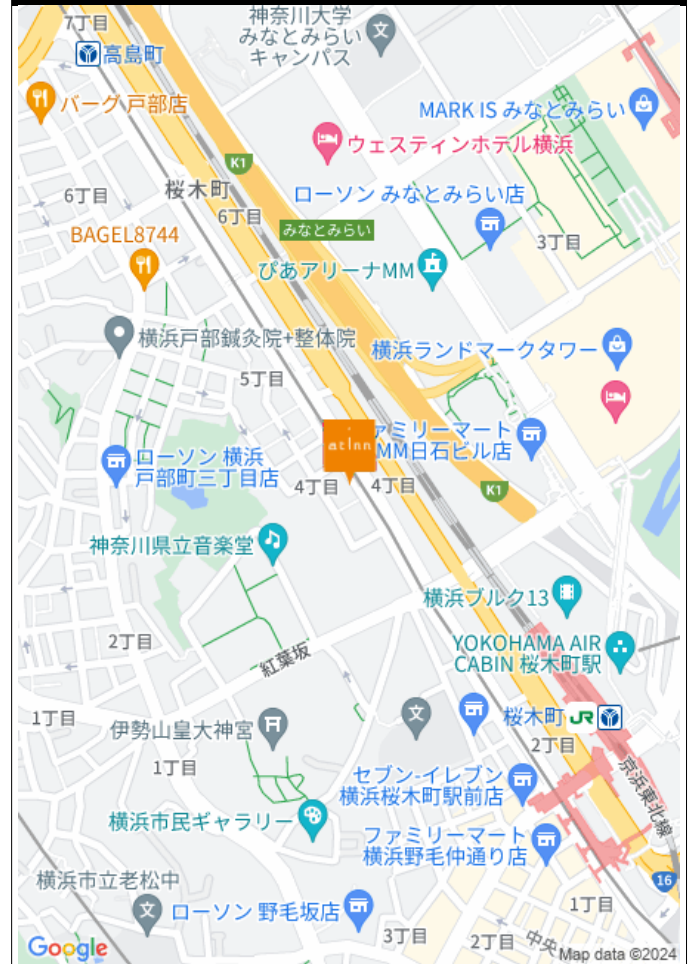 7丁目
神奈川大学
みなとみらい
キャンパス
高島町
バーグ 戸部店
MARK IS みなとみらい
ウェスティンホテル横浜
K1
桜木町
6丁目
6丁目
ローソン みなとみらい店
BAGEL8744
みなとみらい
3丁目
ぴあアリーナMM
横浜戸部鍼灸院+整体院
横浜ランドマークタワー
5丁目
atInn
ァミリーマート
MM日石ビル店
ローソン 横浜
戸部町三丁目店
4丁目
4丁目
K1
神奈川県立音楽堂
横浜ブルク13
2丁目
YOKOHAMA AIR
CABIN 桜木町駅
紅葉坂
1丁目
伊勢山皇大神宮
桜木町 JR
2丁目
1丁目
セブン-イレブン
横浜桜木町駅前店
京浜東北線
横浜市民ギャラリー
ファミリーマート
横浜野毛仲通り店
横浜市立老松中
16
ローソン 野毛坂店
1丁目
3丁目
2丁目
中央
Google
Map data ©2024